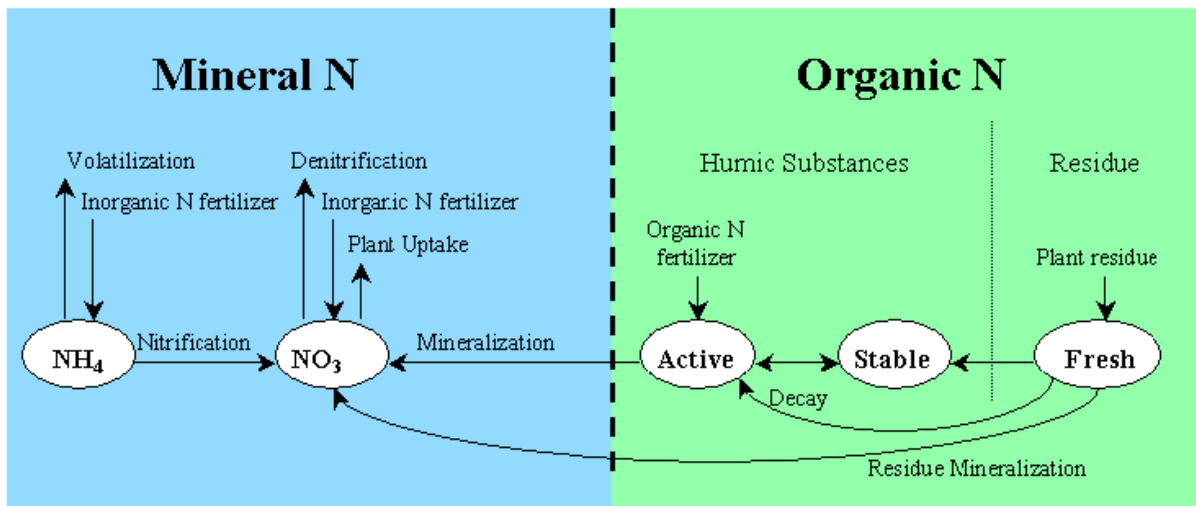 Mineral N
Organic N
Volatilization
Denitrification
Humic Substances
Residue
Inorganic N fertilizer
Inorganic N fertilizer
Plant Uptake
Organic N
fertilizer
Plant residue
NH4
Nitrification
NO3
Mineralization
Active
Stable
Fresh
Decay
Residue Mineralization